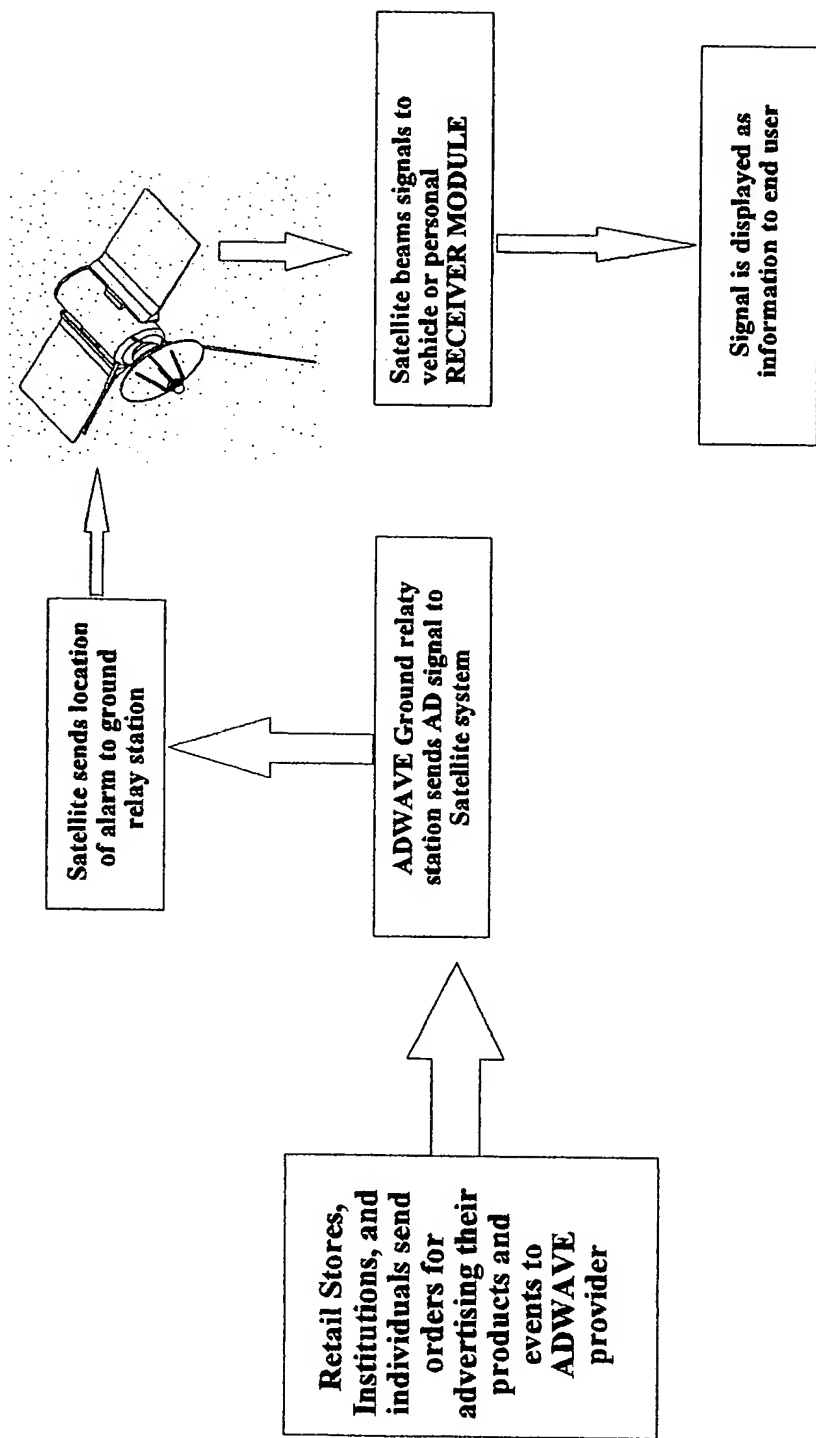 Retail Stores,
Institutions, and
individuals send
orders for
advertising their
products and
events to
ADWAVE
provider
ADWAVE Ground relaty
station sends AD signal to
Satellite system
Satellite sends location
of alarm to ground
relay station
Satellite beams signals to
vehicle or personal
RECEIVER MODULE
Signal is displayed as
information to end user